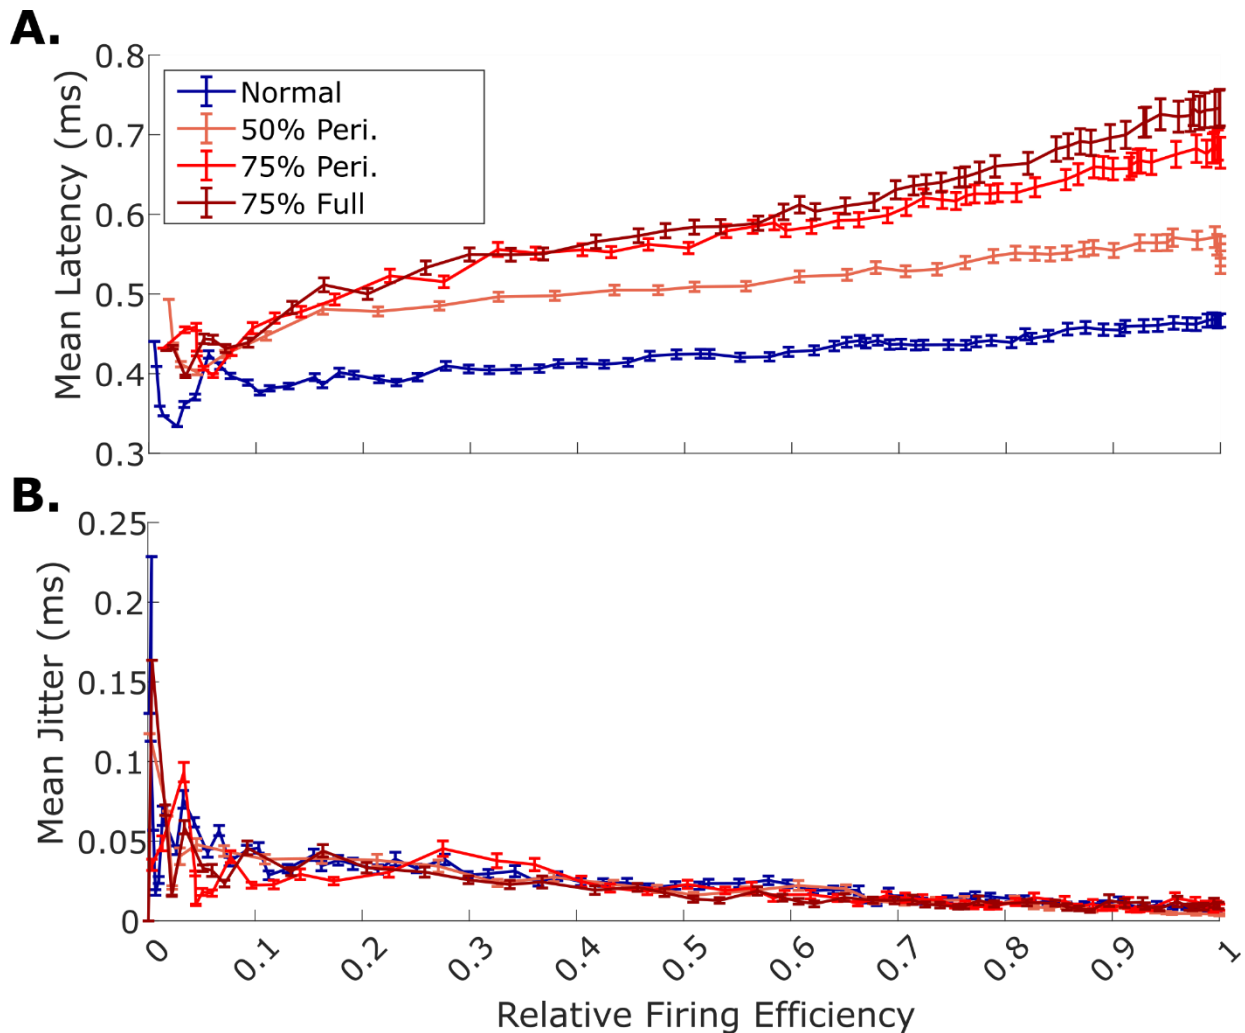 A.
0.8
0.7
0.6
0.5
0.4
0.3
Mean Latency (ms)
Normal
50% Peri.
75% Peri.
75% Full
B.
0.25
0.2
0.15
0.1
0.05
0
Mean Jitter (ms)
0 0.1 0.2 0.3 0.4 0.5 0.6 0.7 0.8 0.9 1
Relative Firing Efficiency